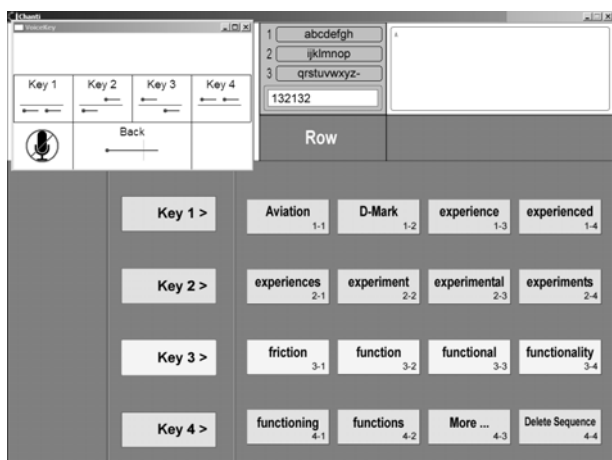 Chanti
VoiceKey
Key 1 Key 2 Key 3 Key 4
Back
1 abcdefgh
2 ijklmnop
3 qrstuvwxyz-
132132
Row
Key 1 >
Aviation 1-1
D-Mark 1-2
experience 1-3
experienced 1-4
Key 2 >
experiences 2-1
experiment 2-2
experimental 2-3
experiments 2-4
Key 3 >
friction 3-1
function 3-2
functional 3-3
functionality 3-4
Key 4 >
functioning 4-1
functions 4-2
More ... 4-3
Delete Sequence 4-4